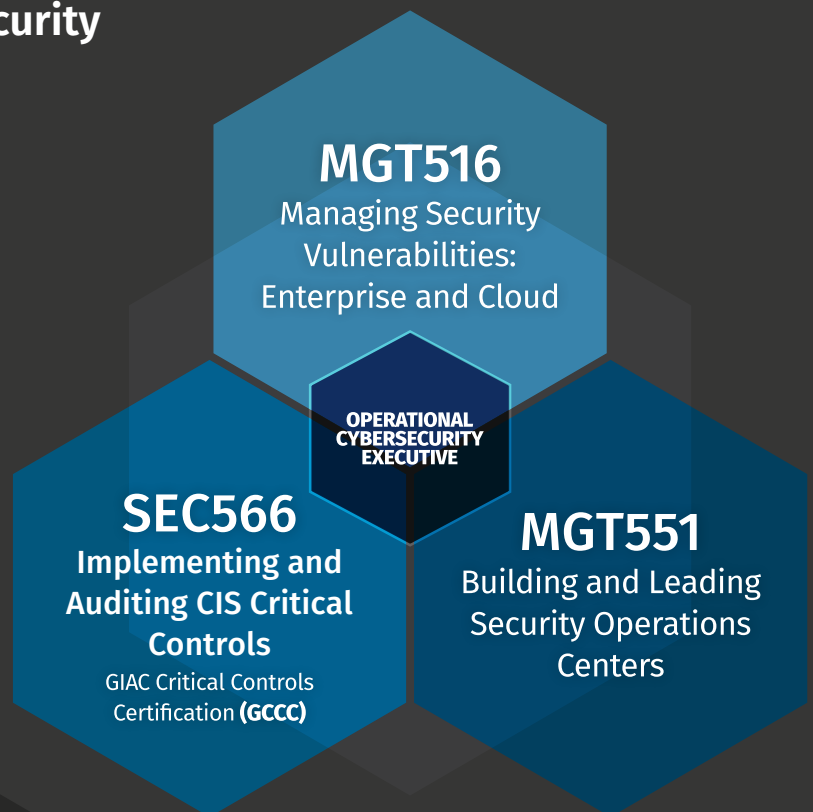 curity
MGT516
Managing Security
Vulnerabilities:
Enterprise and Cloud
OPERATIONAL
CYBERSECURITY
EXECUTIVE
SEC566
Implementing and
Auditing CIS Critical
Controls
GIAC Critical Controls
Certification (GCCC)
MGT551
Building and Leading
Security Operations
Centers